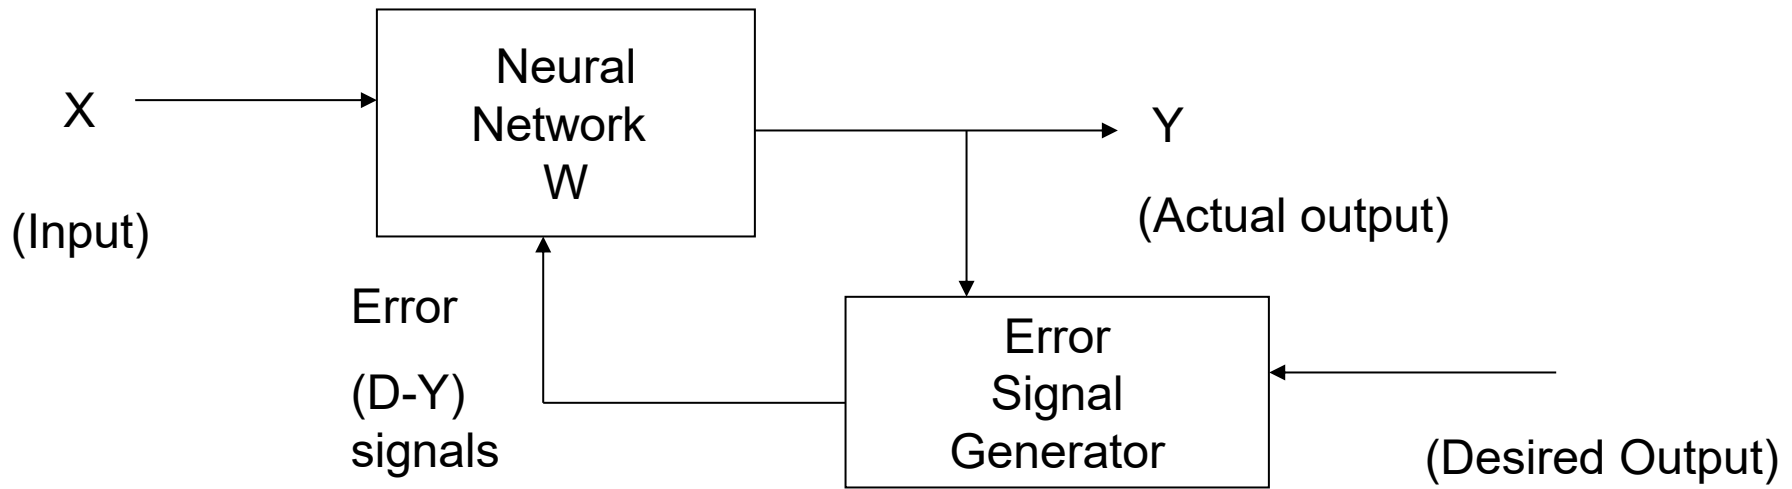 X
(Input)
Neural
Network
W
Y
(Actual output)
Error
(D-Y)
signals
Error
Signal
Generator
(Desired Output)